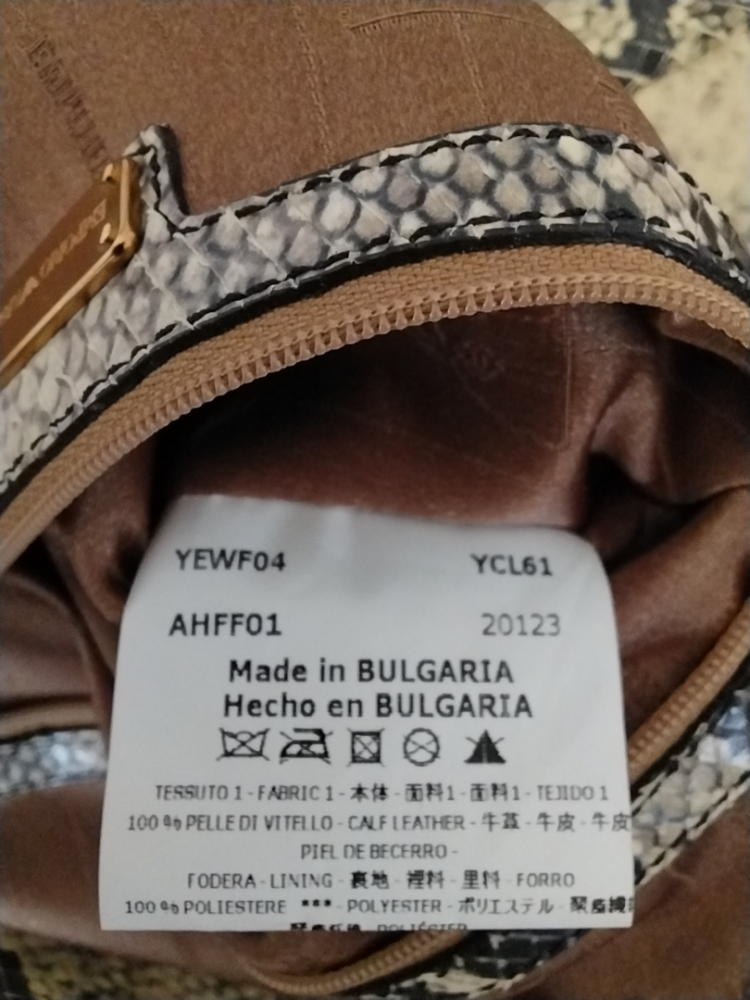 YEWF04 YCL61
AHFF01 20123
Made in BULGARIA
Hecho en BULGARIA
TESSUTO 1 - FABRIC 1 - 本体 - 面料1 - 面料1 - TEJIDO 1
100 % PELLE DI VITELLO - CALF LEATHER - 牛革 - 牛皮 - 牛皮
PIEL DE BECERRO -
FODERA - LINING - 裏地 - 裡料 - 里料 - FORRO
100 % POLIESTERE *** - POLYESTER - ポリエステル -